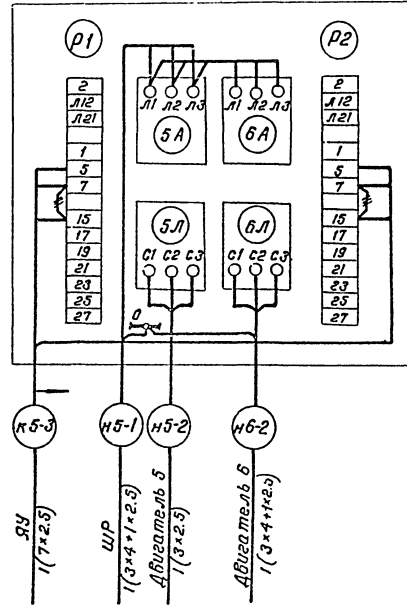 Р1
Р2
2
Л12
Л21
1
5
7
15
17
19
21
23
25
27
Л1 Л2 Л3
5А
Л1 Л2 Л3
6А
5Л
С1 С2 С3
6Л
С1 С2 С3
2
Л12
Л21
1
5
7
15
17
19
21
23
25
27
0
К5-3
Н5-1
Н5-2
Н6-2
ЯУ
1(7×2.5)
ШР
1(3×4+1×2.5)
Двигатель 5
1(3×2.5)
Двигатель 6
1(3×4+1×2.5)